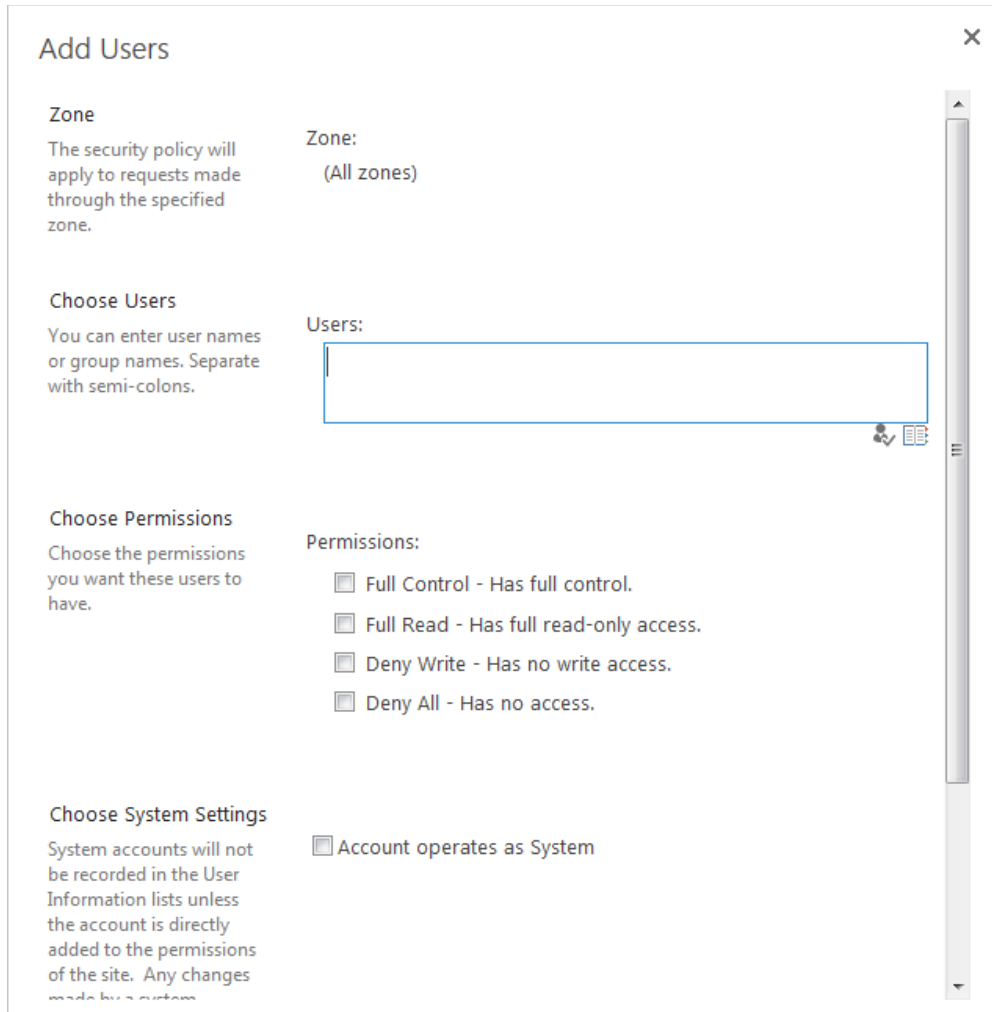 Add Users
Zone
The security policy will
apply to requests made
through the specified
zone.
Zone:
(All zones)
Choose Users
You can enter user names
or group names. Separate
with semi-colons.
Users:
Choose Permissions
Choose the permissions
you want these users to
have.
Permissions:
Full Control - Has full control.
Full Read - Has full read-only access.
Deny Write - Has no write access.
Deny All - Has no access.
Choose System Settings
System accounts will not
be recorded in the User
Information lists unless
the account is directly
added to the permissions
of the site.  Any changes
made by a system
Account operates as System